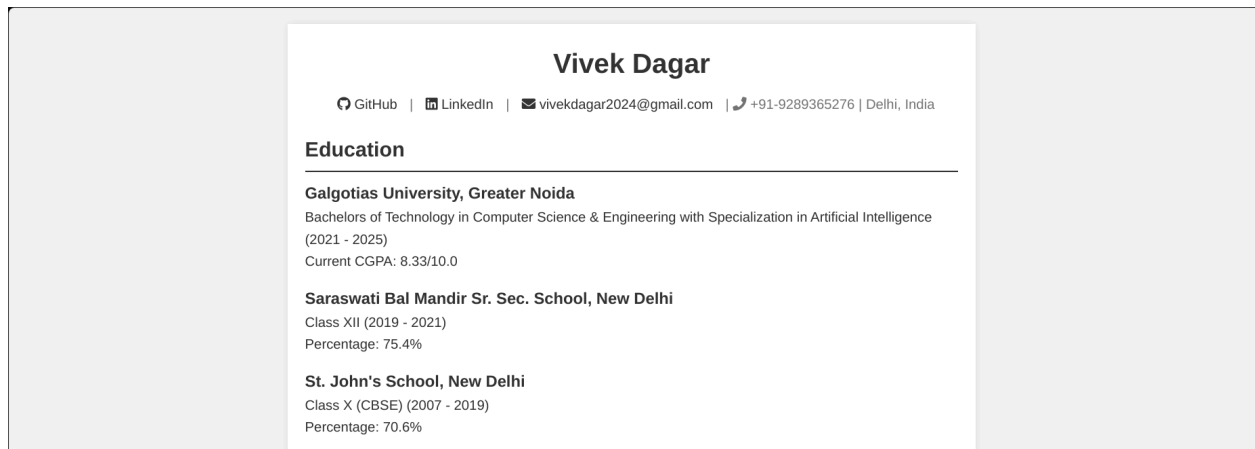 Vivek Dagar
GitHub | LinkedIn | vivekdagar2024@gmail.com | +91-9289365276 | Delhi, India
Education
Galgotias University, Greater Noida
Bachelors of Technology in Computer Science & Engineering with Specialization in Artificial Intelligence
(2021 - 2025)
Current CGPA: 8.33/10.0
Saraswati Bal Mandir Sr. Sec. School, New Delhi
Class XII (2019 - 2021)
Percentage: 75.4%
St. John's School, New Delhi
Class X (CBSE) (2007 - 2019)
Percentage: 70.6%